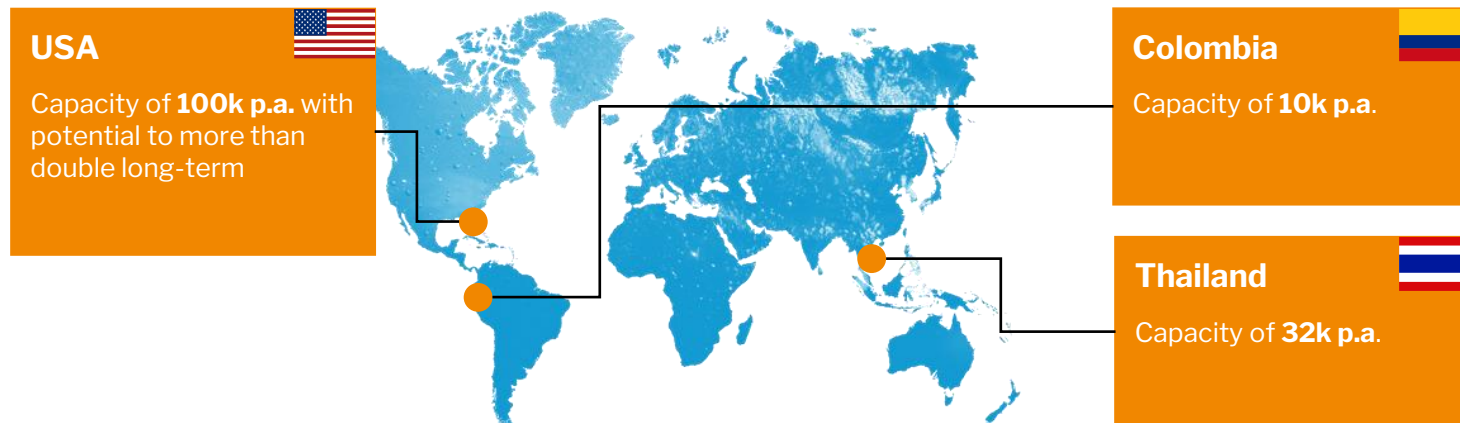 USA
Capacity of 100k p.a. with
potential to more than
double long-term
Colombia
Capacity of 10k p.a.
Thailand
Capacity of 32k p.a.